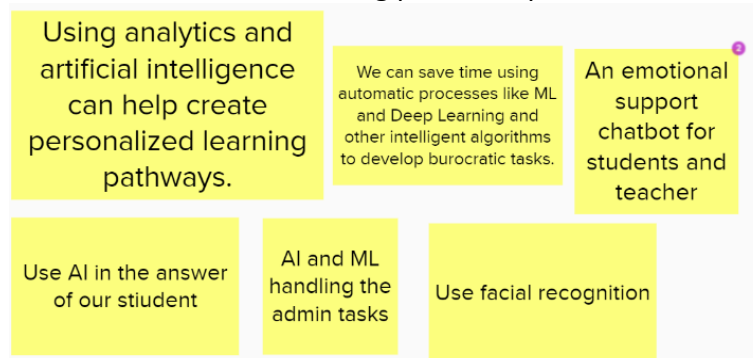 Using analytics and
artificial intelligence
can help create
personalized learning
pathways.
We can save time using
automatic processes like ML
and Deep Learning and
other intelligent algorithms
to develop burocratic tasks.
2
An emotional
support
chatbot for
students and
teacher
Use AI in the answer
of our stiudent
AI and ML
handling the
admin tasks
Use facial recognition